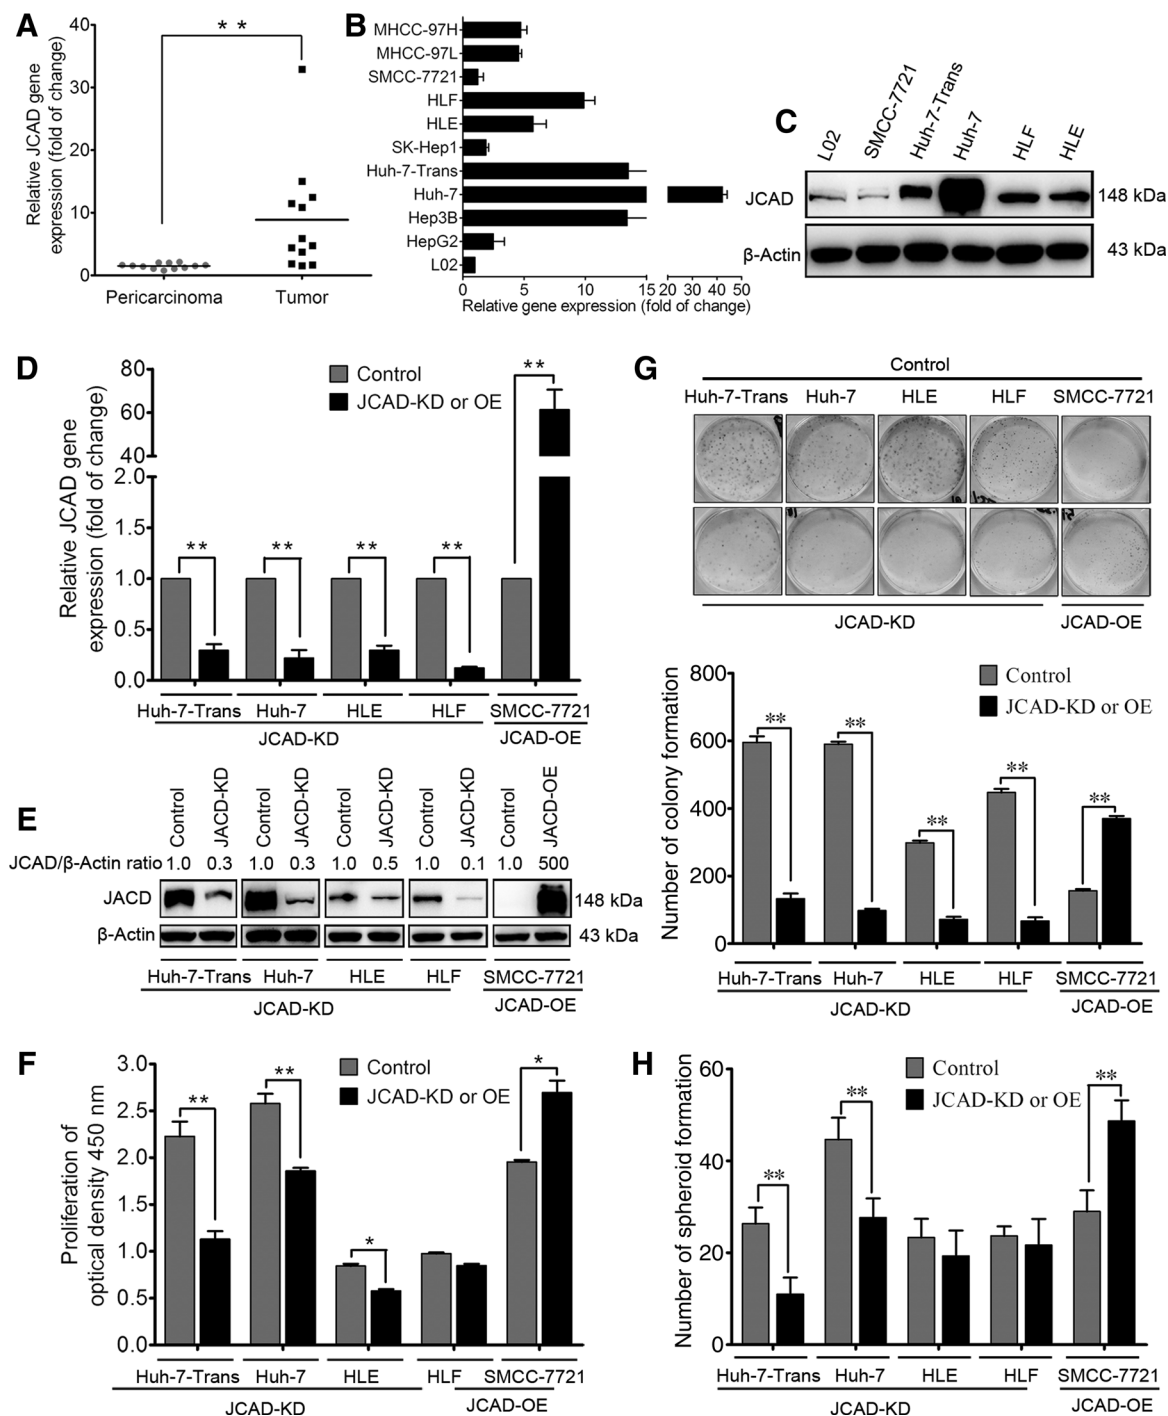 A
Relative JCAD gene
expression (fold of change)
40
30
20
10
0
* *
Pericarcinoma
Tumor
B
MHCC-97H
MHCC-97L
SMCC-7721
HLF
HLE
SK-Hep1
Huh-7-Trans
Huh-7
Hep3B
HepG2
L02
0 5 10 15 20 30 40 50
Relative gene expression (fold of change)
C
L02
SMCC-7721
Huh-7-Trans
Huh-7
HLF
HLE
JCAD
148 kDa
β-Actin
43 kDa
D
Relative JCAD gene
expression (fold of change)
80
60
40
2.0
1.5
1.0
0.5
0.0
Control
JCAD-KD or OE
** ** ** ** **
Huh-7-Trans Huh-7 HLE HLF SMCC-7721
JCAD-KD JCAD-OE
E
Control JACD-KD Control JACD-KD Control JACD-KD Control JACD-KD Control JACD-OE
JCAD/β-Actin ratio 1.0 0.3 1.0 0.3 1.0 0.5 1.0 0.1 1.0 500
JACD 148 kDa
β-Actin 43 kDa
Huh-7-Trans Huh-7 HLE HLF SMCC-7721
JCAD-KD JCAD-OE
F
Proliferation of
optical density 450 nm
3.0
2.5
2.0
1.5
1.0
0.5
0.0
Control
JCAD-KD or OE
** ** * *
Huh-7-Trans Huh-7 HLE HLF SMCC-7721
JCAD-KD JCAD-OE
G
Control
Huh-7-Trans Huh-7 HLE HLF SMCC-7721
JCAD-KD JCAD-OE
Number of colony formation
800
600
400
200
0
Control
JCAD-KD or OE
** ** ** ** **
Huh-7-Trans Huh-7 HLE HLF SMCC-7721
JCAD-KD JCAD-OE
H
Number of spheroid formation
60
40
20
0
Control
JCAD-KD or OE
** ** **
Huh-7-Trans Huh-7 HLE HLF SMCC-7721
JCAD-KD JCAD-OE